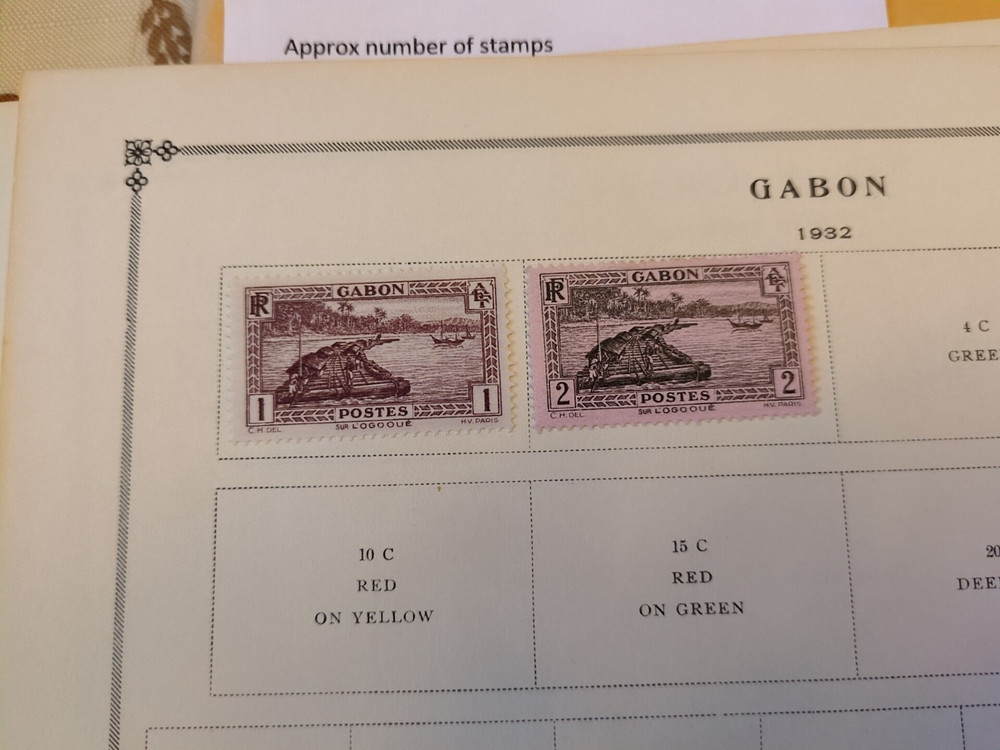 Approx number of stamps
GABON
1932
RF GABON AEF
1 POSTES 1
C.H. DEL. SUR L'OGOOUÉ H.V. PARIS
RF GABON AEF
2 POSTES 2
C.H. DEL. SUR L'OGOOUÉ H.V. PARIS
4 C
GREE
10 C
RED
ON YELLOW
15 C
RED
ON GREEN
20
DEE